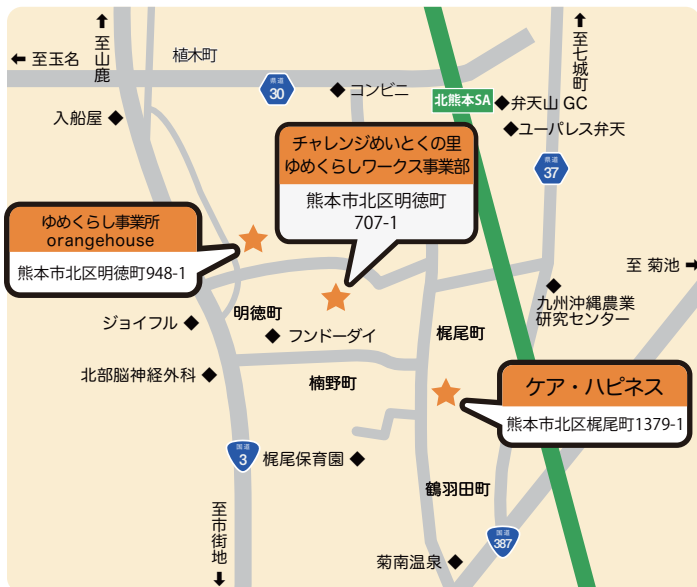 至山鹿
至七城町
← 至玉名
植木町
県道
30
コンビニ
北熊本SA
弁天山 GC
入船屋
ユーパレス弁天
チャレンジめいとくの里
ゆめくらしワークス事業部
熊本市北区明徳町
707-1
県道
37
ゆめくらし事業所
orangehouse
熊本市北区明徳町948-1
至 菊池 →
明徳町
九州沖縄農業
研究センター
ジョイフル
フンドーダイ
梶尾町
北部脳神経外科
楠野町
ケア・ハピネス
熊本市北区梶尾町1379-1
国道
3
梶尾保育園
鶴羽田町
至市街地
国道
387
菊南温泉